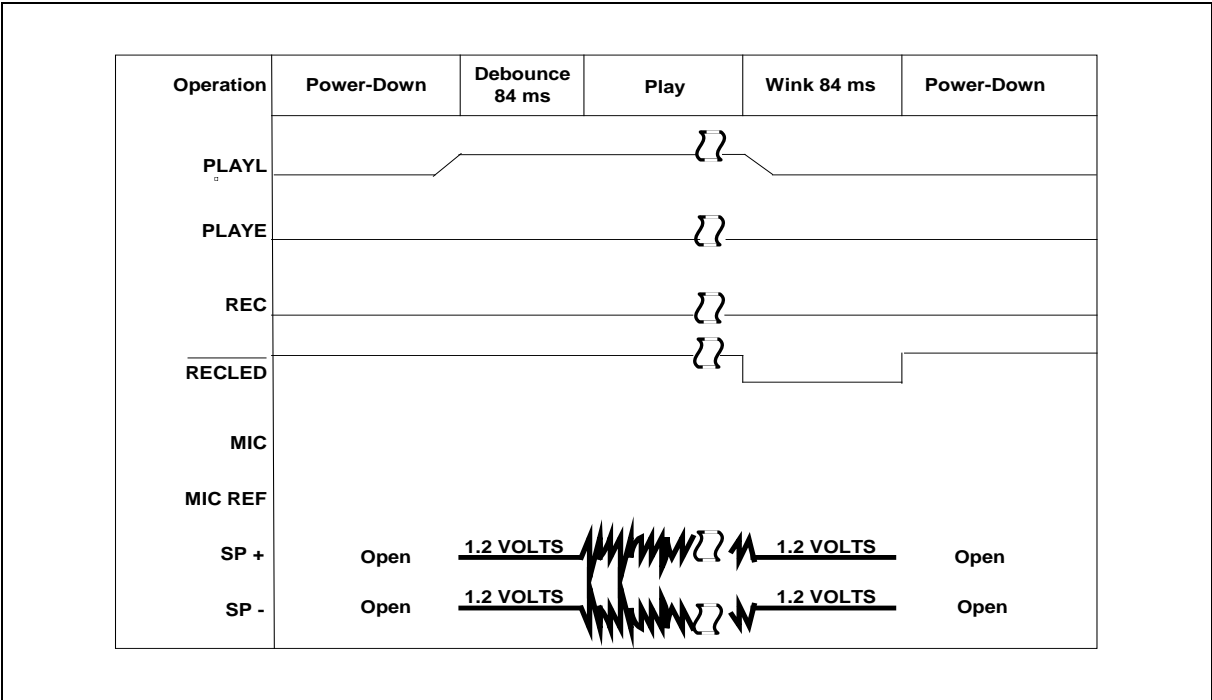 Operation Power-Down Debounce 84 ms Play Wink 84 ms Power-Down
PLAYL
PLAYE
REC
RECLED
MIC
MIC REF
SP + Open 1.2 VOLTS 1.2 VOLTS Open
SP - Open 1.2 VOLTS 1.2 VOLTS Open